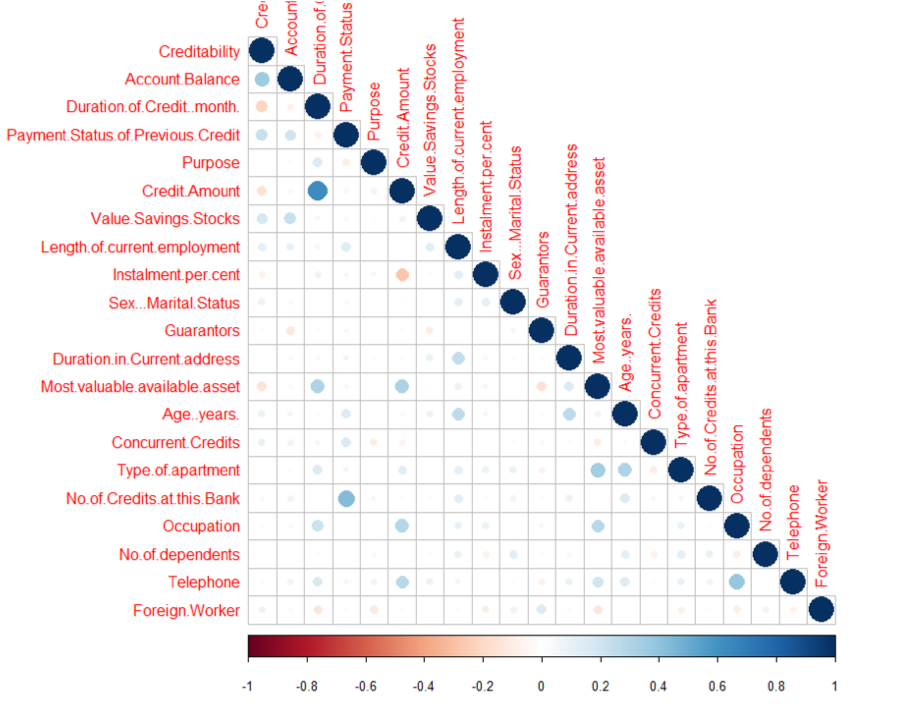 Cre
Account
Duration.of.
Payment.Status
Purpose
Credit.Amount
Value.Savings.Stocks
Length.of.current.employment
Instalment.per.cent
Sex...Marital.Status
Guarantors
Duration.in.Current.address
Most.valuable.available.asset
Age..years.
Concurrent.Credits
Type.of.apartment
No.of.Credits.at.this.Bank
Occupation
No.of.dependents
Telephone
Foreign.Worker
Creditability
Account.Balance
Duration.of.Credit..month.
Payment.Status.of.Previous.Credit
Purpose
Credit.Amount
Value.Savings.Stocks
Length.of.current.employment
Instalment.per.cent
Sex...Marital.Status
Guarantors
Duration.in.Current.address
Most.valuable.available.asset
Age..years.
Concurrent.Credits
Type.of.apartment
No.of.Credits.at.this.Bank
Occupation
No.of.dependents
Telephone
Foreign.Worker
-1 -0.8 -0.6 -0.4 -0.2 0 0.2 0.4 0.6 0.8 1